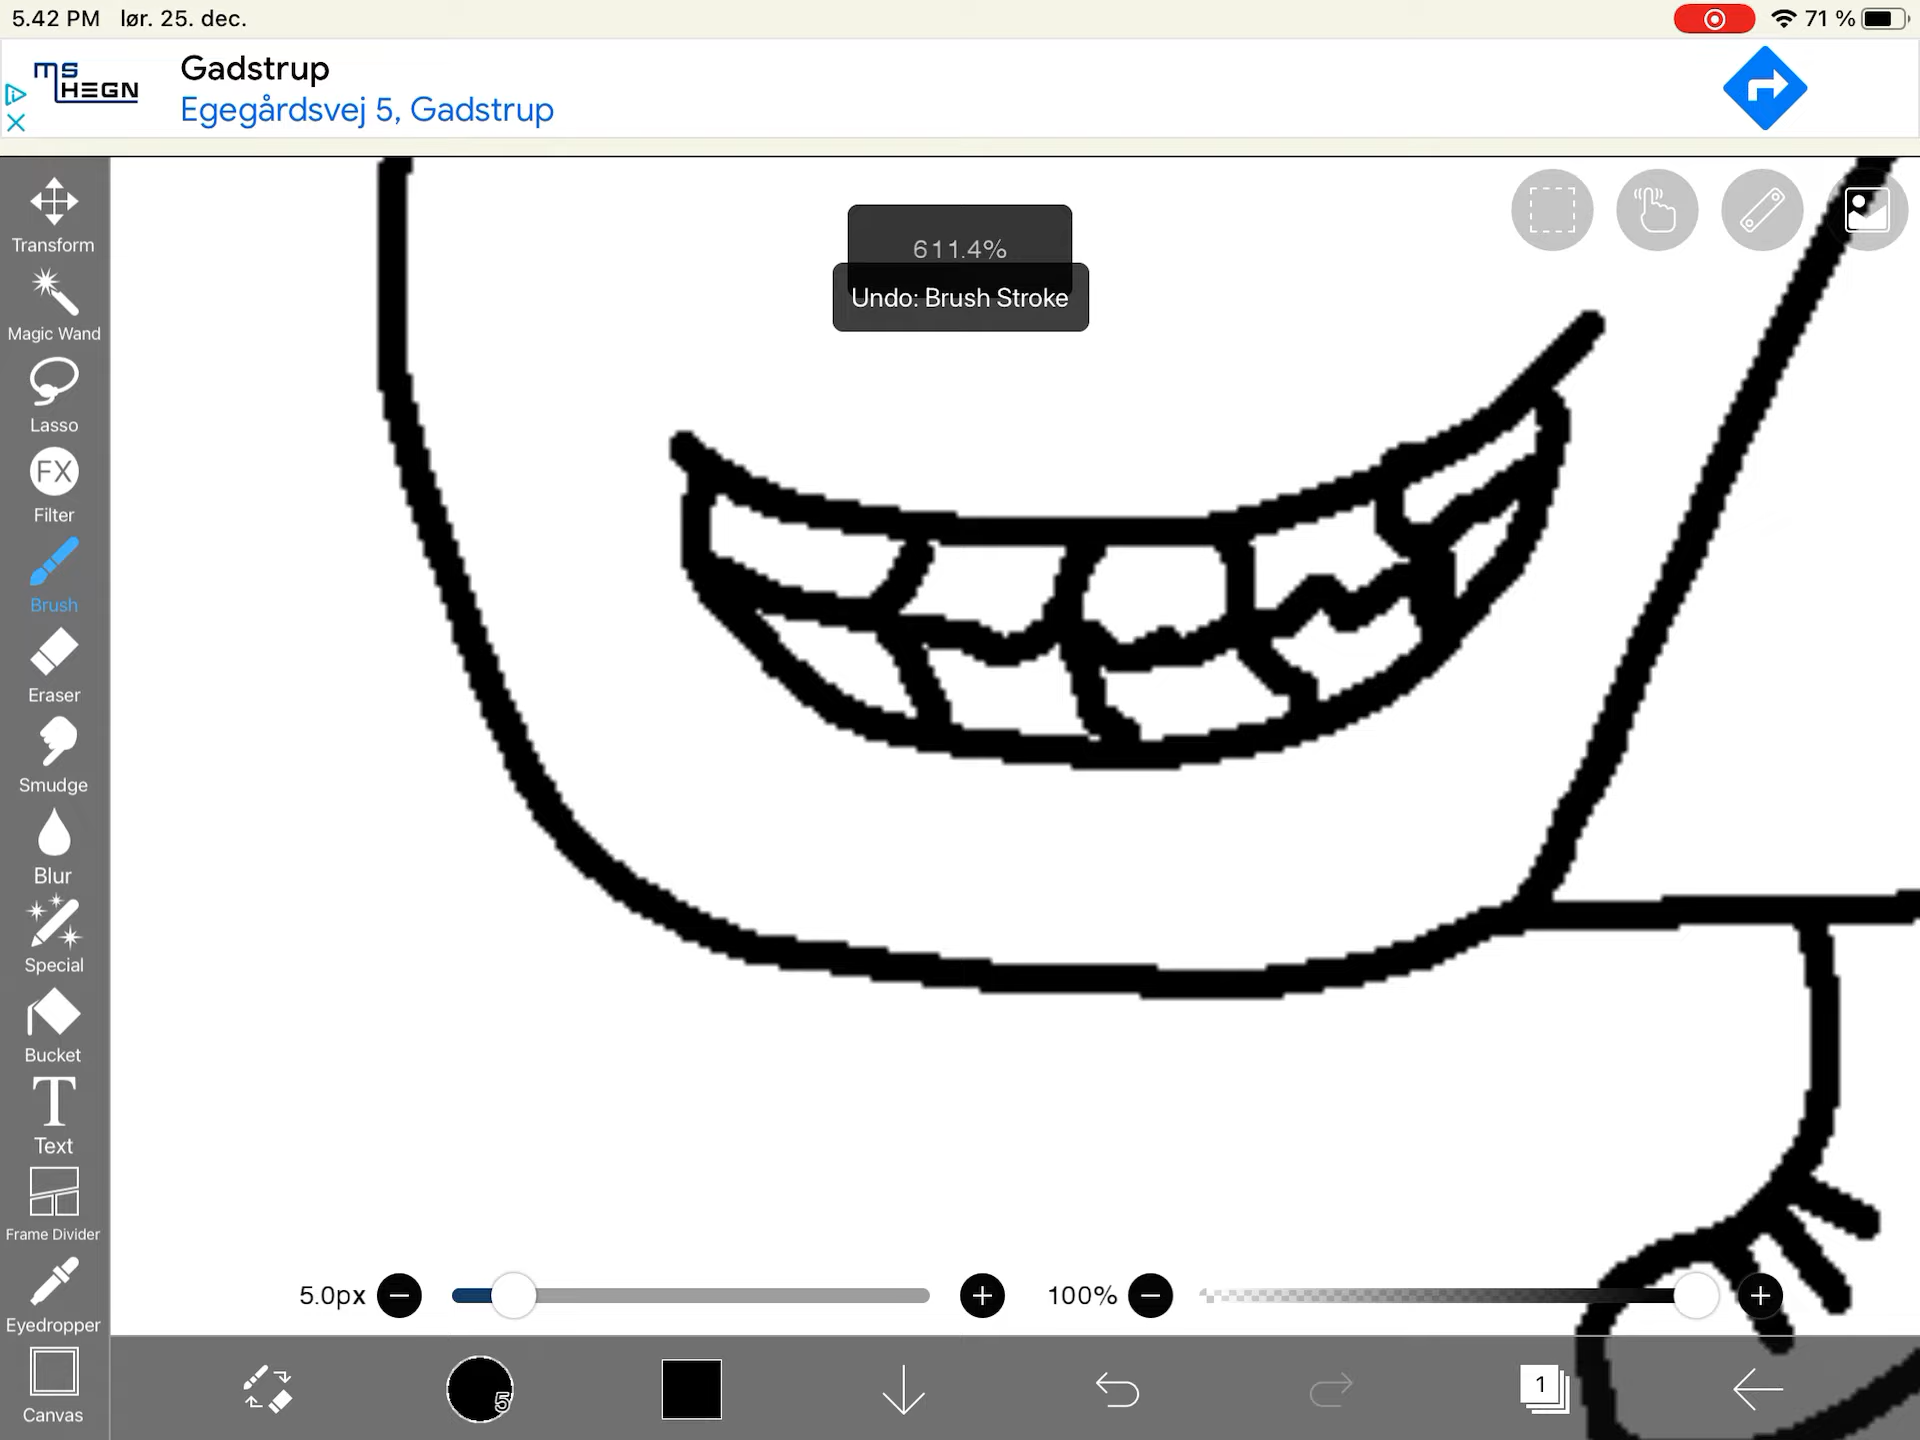 5.42 PM lør. 25. dec.
71 %
ms
HEGN
Gadstrup
Egegårdsvej 5, Gadstrup
Transform
Magic Wand
Lasso
FX
Filter
Brush
Eraser
Smudge
Blur
Special
Bucket
T
Text
Frame Divider
Eyedropper
Canvas
611.4%
Undo: Brush Stroke
5.0px
100%
5
1